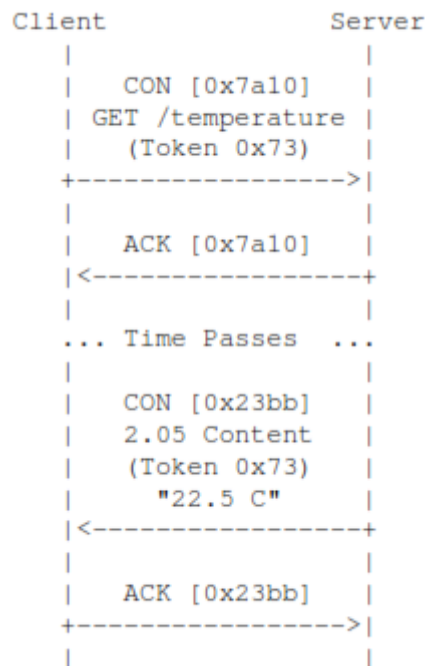 Client Server
CON [0x7a10]
GET /temperature
(Token 0x73)
ACK [0x7a10]
... Time Passes ...
CON [0x23bb]
2.05 Content
(Token 0x73)
"22.5 C"
ACK [0x23bb]